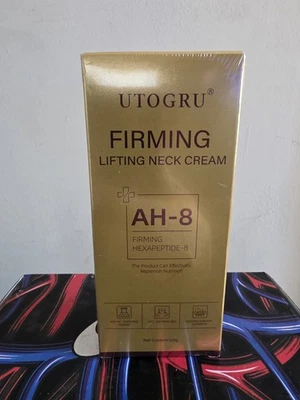 UTOGRU®
FIRMING
LIFTING NECK CREAM
AH-8
FIRMING
HEXAPEPTIDE-8
The Product Can Effectively
Replenish Nutrition